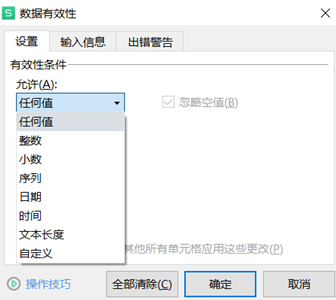 S 数据有效性
设置 输入信息 出错警告
有效性条件
允许(A):
任何值 忽略空值(B)
任何值
整数
小数
序列
日期
时间
文本长度
自定义
其他所有单元格应用这些更改(P)
操作技巧 全部清除(C) 确定 取消